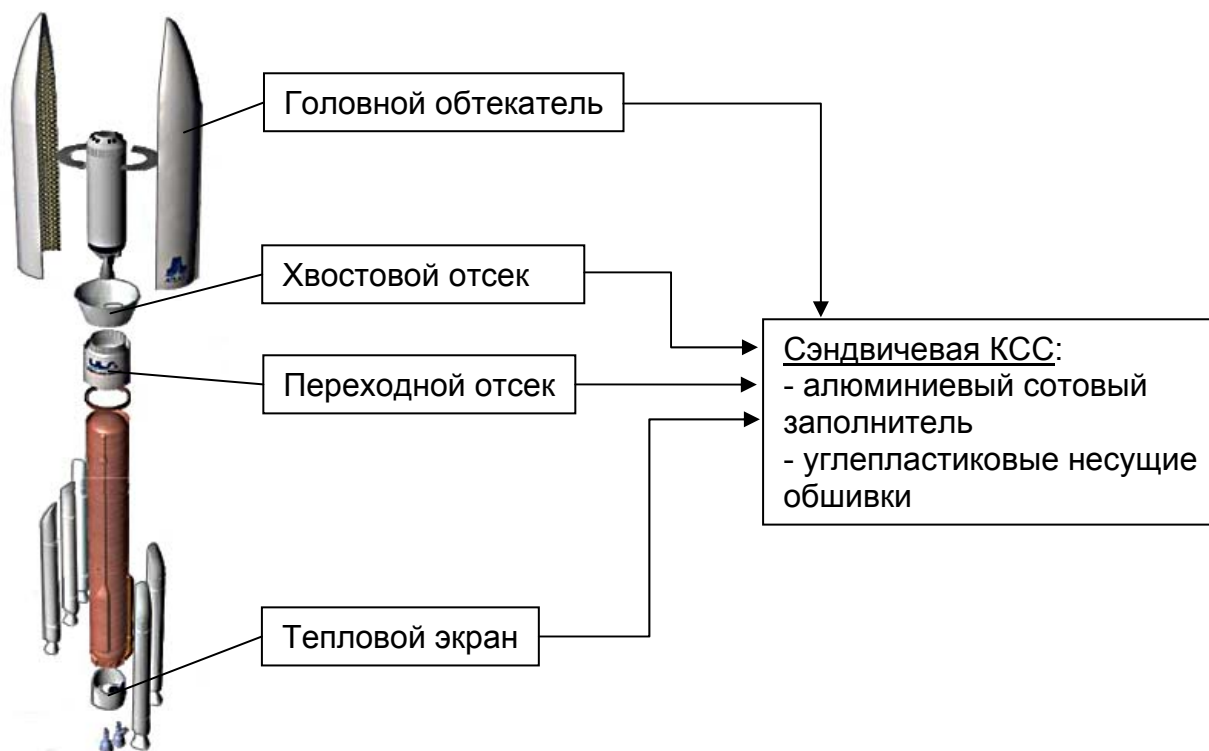 Головной обтекатель
Хвостовой отсек
Переходной отсек
Тепловой экран
Сэндвичевая КСС:
- алюминиевый сотовый
заполнитель
- углепластиковые несущие
обшивки